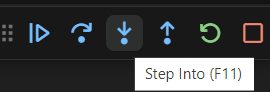 Step Into (F11)